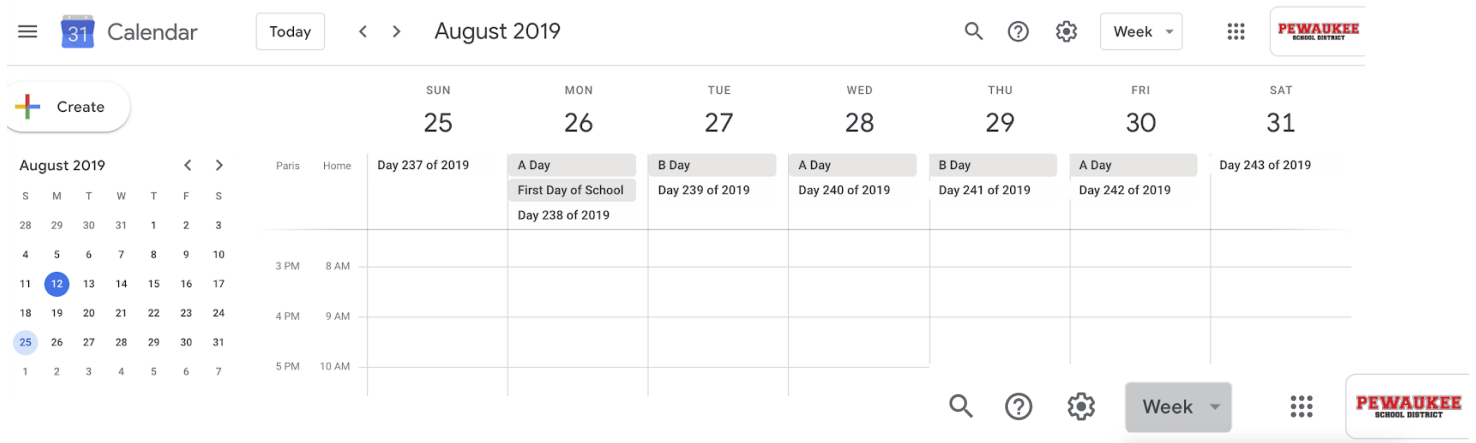 31 Calendar Today August 2019 Week PEWAUKEE
SCHOOL DISTRICT
Create
SUN MON TUE WED THU FRI SAT
25 26 27 28 29 30 31
August 2019
Paris Home Day 237 of 2019 A Day B Day A Day B Day A Day Day 243 of 2019
First Day of School Day 239 of 2019 Day 240 of 2019 Day 241 of 2019 Day 242 of 2019
Day 238 of 2019
S M T W T F S
28 29 30 31 1 2 3
4 5 6 7 8 9 10
11 12 13 14 15 16 17
18 19 20 21 22 23 24
25 26 27 28 29 30 31
1 2 3 4 5 6 7
3 PM 8 AM
4 PM 9 AM
5 PM 10 AM
Week PEWAUKEE
SCHOOL DISTRICT